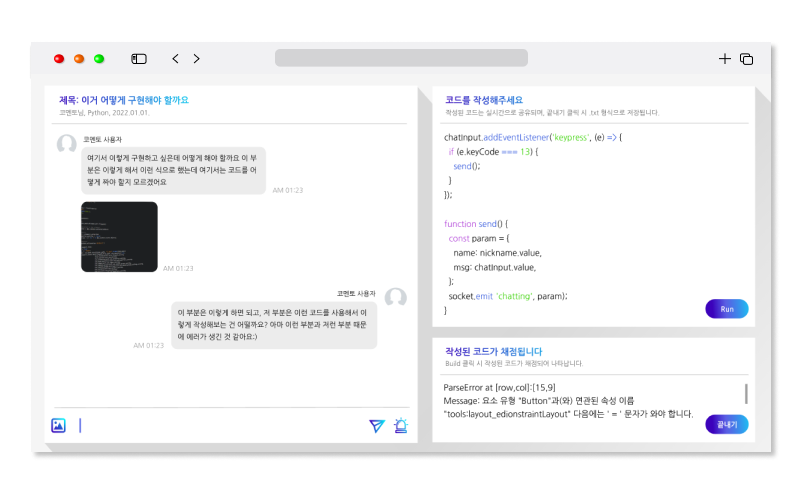 제목: 이거 어떻게 구현해야 할까요
코멘토님, Python, 2022.01.01.
코멘토 사용자
여기서 이렇게 구현하고 싶은데 어떻게 해야 할까요 이 부
분은 이렇게 해서 이런 식으로 했는데 여기서는 코드를 어
떻게 짜야 할지 모르겠어요
AM 01:23
AM 01:23
코멘토 사용자
이 부분은 이렇게 하면 되고, 저 부분은 이런 코드를 사용해서 이
렇게 작성해보는 건 어떨까요? 아마 이런 부분과 저런 부분 때문
에 에러가 생긴 것 같아요:)
AM 01:23
코드를 작성해주세요
작성된 코드는 실시간으로 공유되며, 끝내기 클릭 시 .txt 형식으로 저장됩니다.
chatInput.addEventListener('keypress', (e) => {
if (e.keyCode === 13) {
send();
}
});
function send() {
const param = {
name: nickname.value,
msg: chatInput.value,
};
socket.emit 'chatting', param);
}
Run
작성된 코드가 채점됩니다
Build 클릭 시 작성된 코드가 채점되어 나타납니다.
ParseError at [row,col]:[15,9]
Message: 요소 유형 "Button"과(와) 연관된 속성 이름
"tools:layout_edionstraintLayout" 다음에는 ' = ' 문자가 와야 합니다.
끝내기